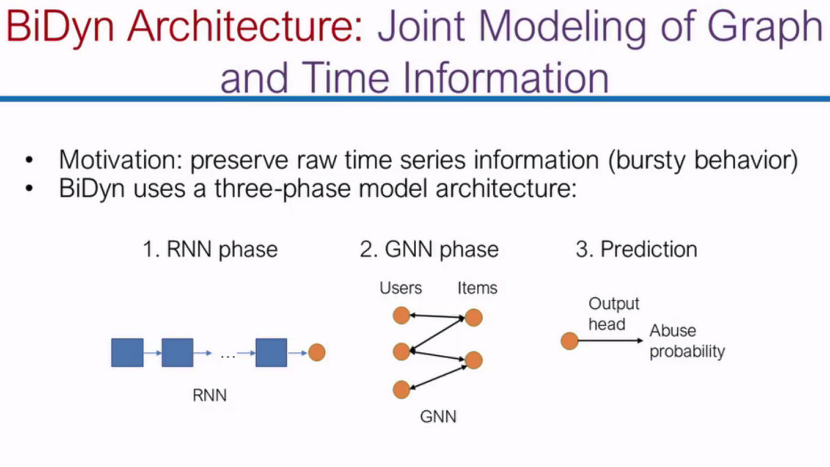 BiDyn Architecture: Joint Modeling of Graph
and Time Information
• Motivation: preserve raw time series information (bursty behavior)
• BiDyn uses a three-phase model architecture:
1. RNN phase
2. GNN phase
3. Prediction
Users
Items
Output
head
Abuse
probability
...
RNN
GNN